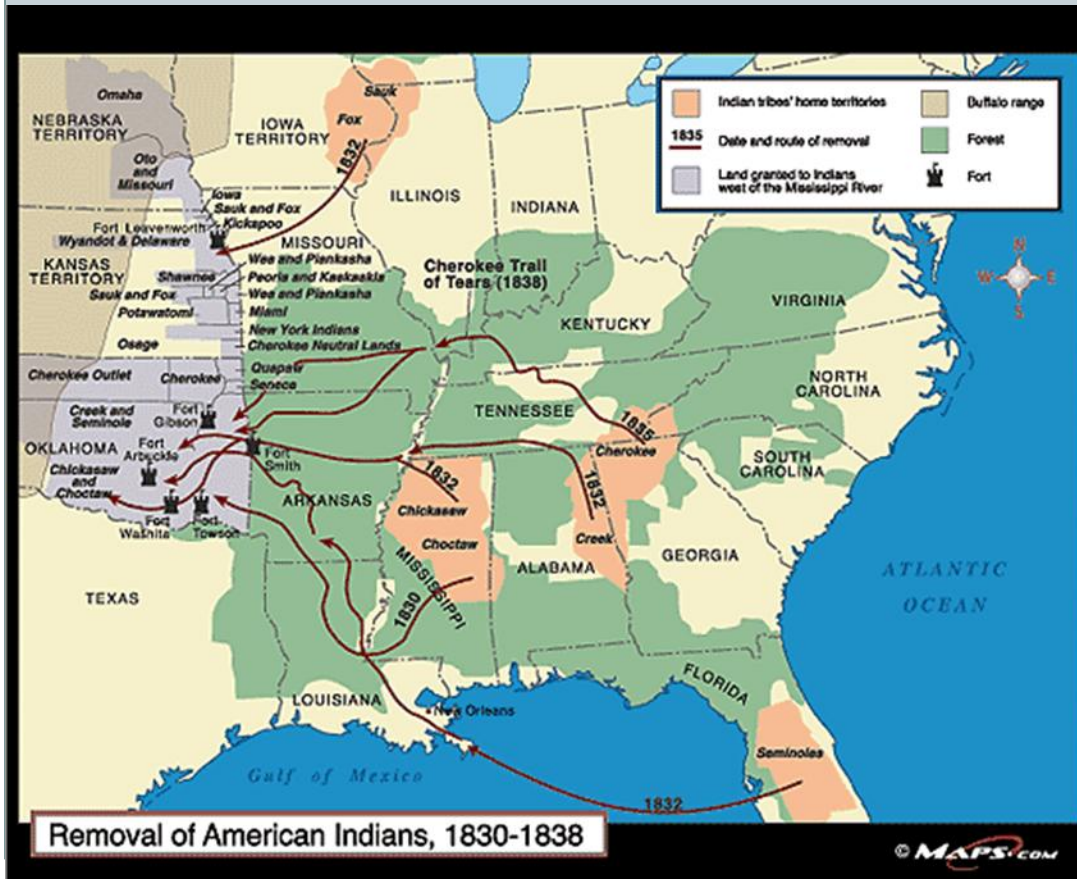 Indian tribes' home territories
1835
Date and route of removal
Land granted to Indians
west of the Mississippi River
Buffalo range
Forest
Fort
N
W
E
S
Omaha
NEBRASKA
TERRITORY
Oto
and
Missouri
IOWA
TERRITORY
Sauk
Fox
1832
ILLINOIS
INDIANA
Iowa
Sauk and Fox
Kickapoo
Fort Leavenworth
Wyandot & Delaware
MISSOURI
KANSAS
TERRITORY
Wea and Piankasha
Shawnee
Peoria and Kaskaskia
Sauk and Fox
Wea and Piankasha
Potawatomi
Miami
New York Indians
Osage
Cherokee Neutral Lands
Cherokee Trail
of Tears (1838)
KENTUCKY
VIRGINIA
Cherokee Outlet
Cherokee
Quapaw
Seneca
Creek and
Seminole
Fort
Gibson
OKLAHOMA
Fort
Arbuckle
Fort
Smith
Chickasaw
and
Choctaw
Fort
Washita
Fort
Towson
ARKANSAS
TENNESSEE
NORTH
CAROLINA
SOUTH
CAROLINA
1835
Cherokee
1832
Chickasaw
Choctaw
1832
Creek
MISSISSIPPI
1830
ALABAMA
GEORGIA
TEXAS
LOUISIANA
New Orleans
FLORIDA
Seminoles
1832
ATLANTIC
OCEAN
Gulf of Mexico
Removal of American Indians, 1830-1838
© MAPS.COM